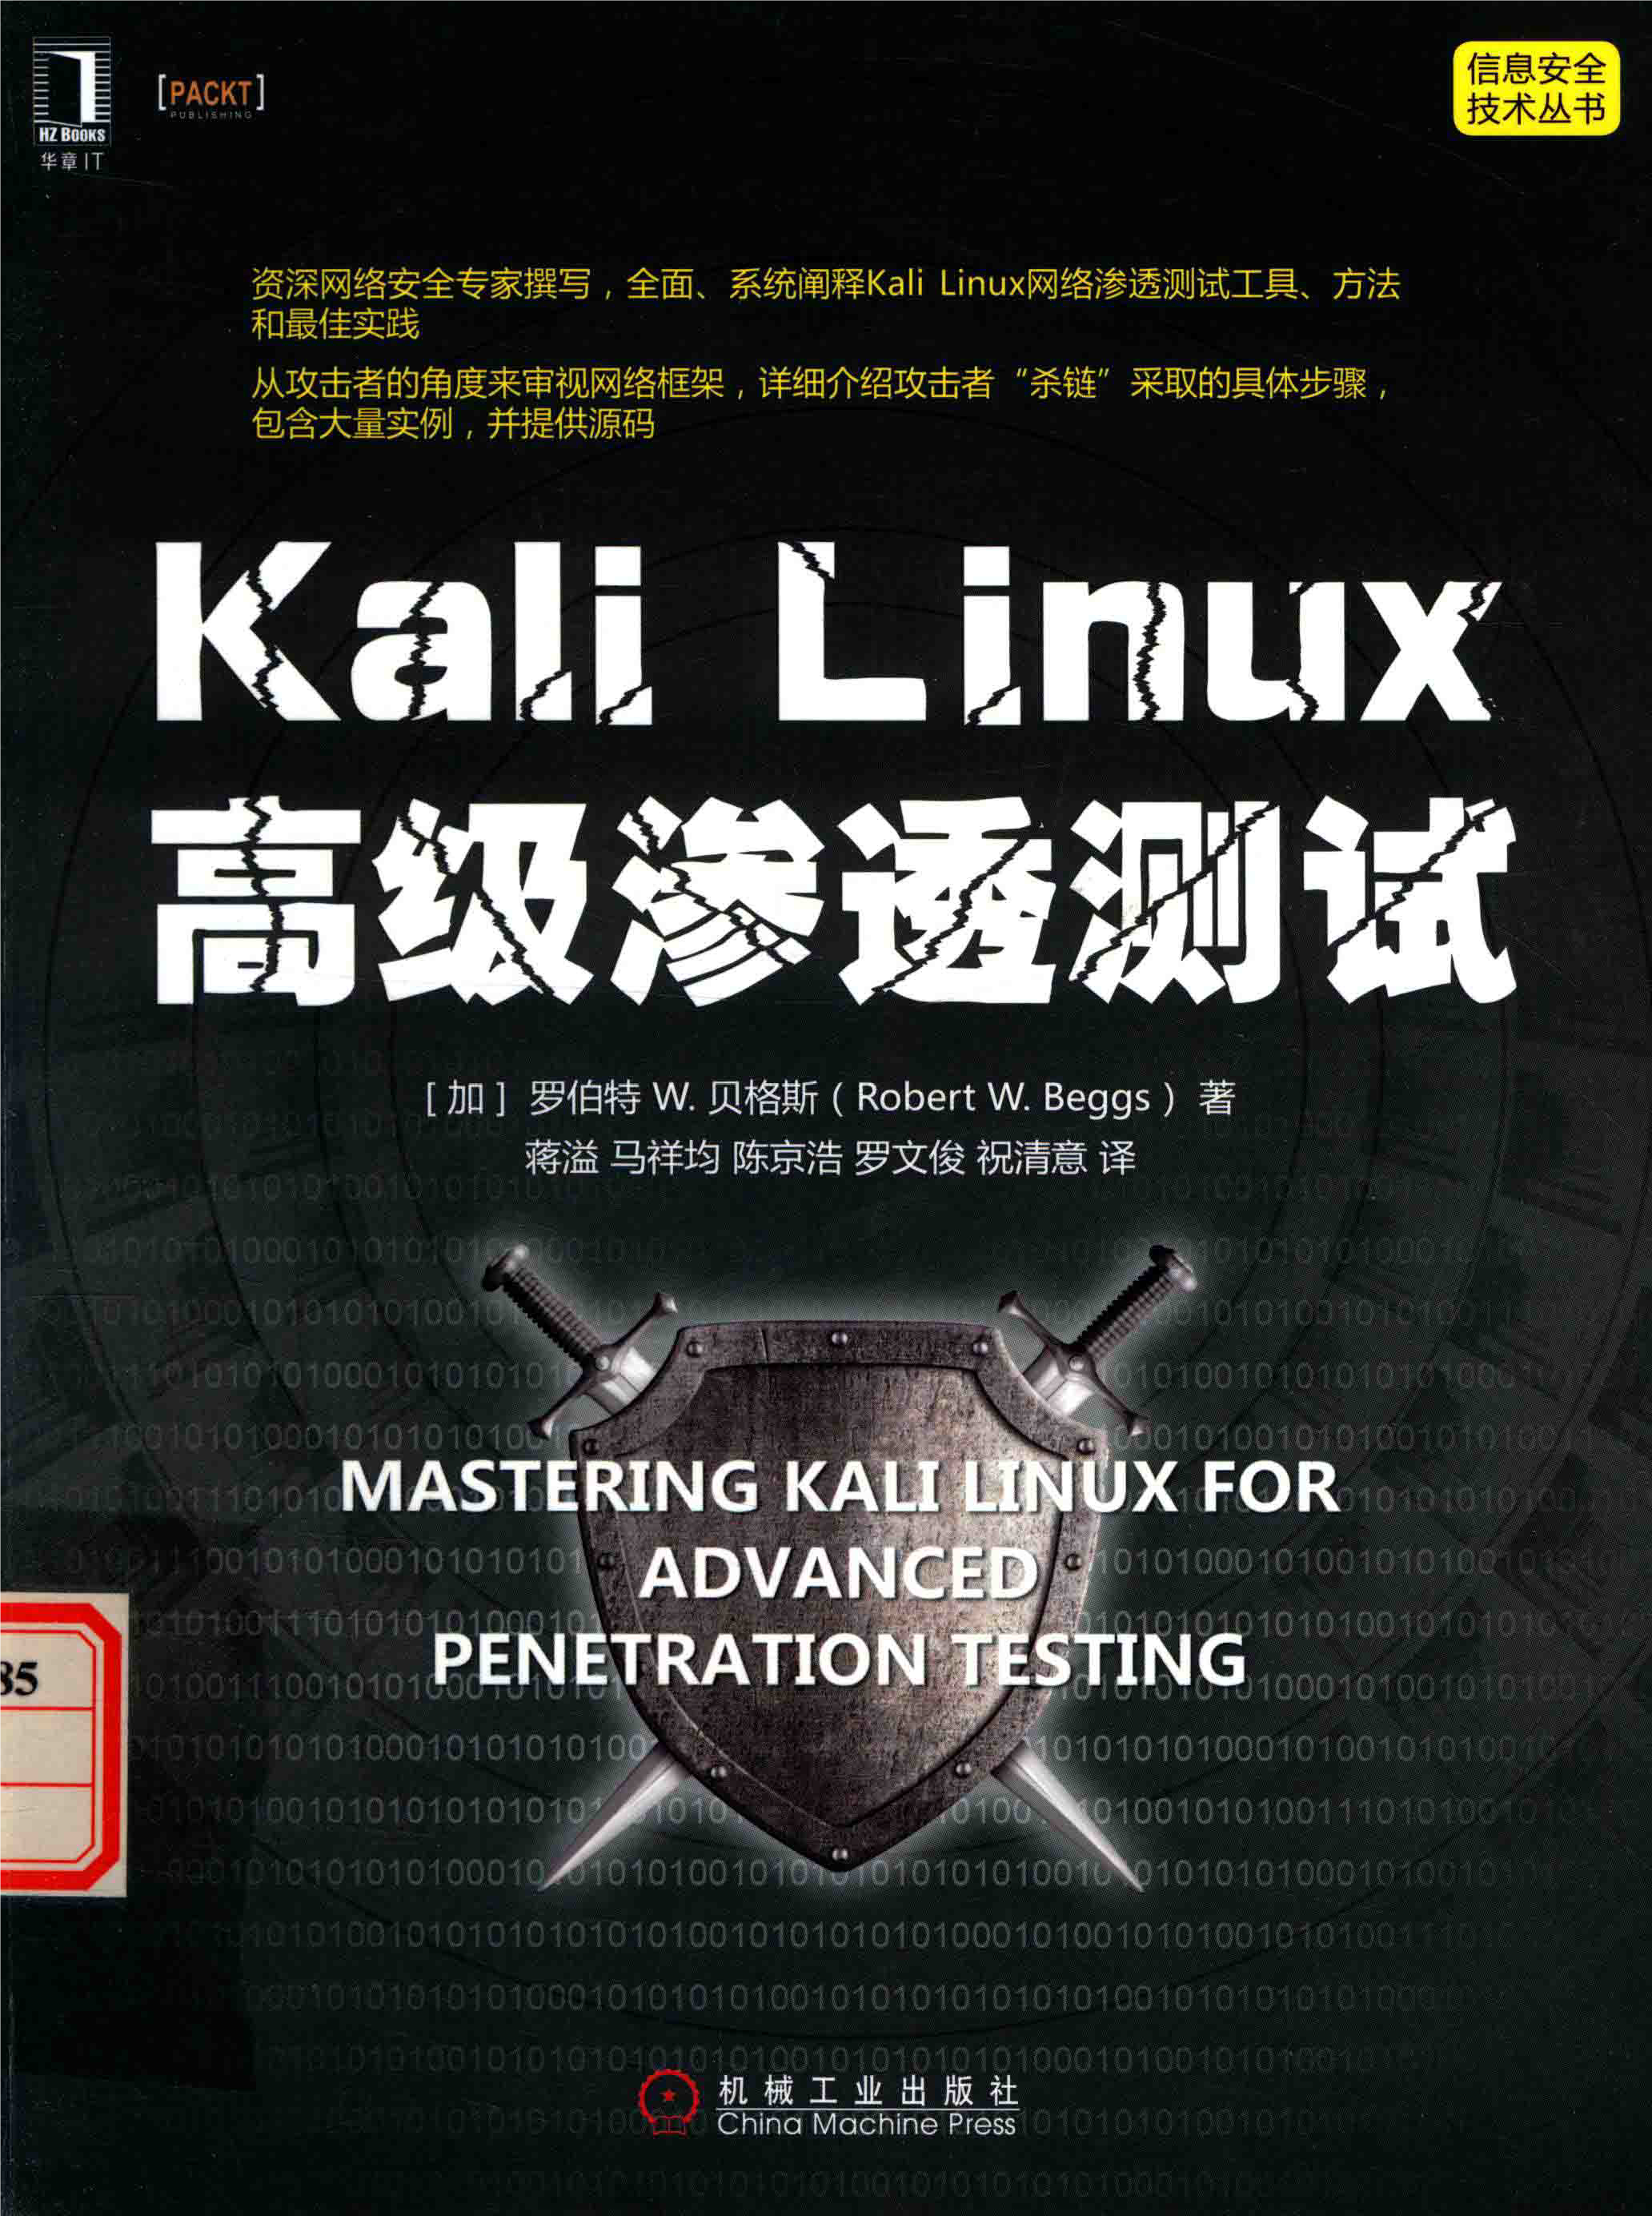 HZ BOOKS
华章IT
[PACKT]
PUBLISHING
信息安全
技术丛书
资深网络安全专家撰写，全面、系统阐释Kali Linux网络渗透测试工具、方法
和最佳实践
从攻击者的角度来审视网络框架，详细介绍攻击者“杀链”采取的具体步骤，
包含大量实例，并提供源码
Kali Linux
高级渗透测试
[加] 罗伯特 W. 贝格斯（Robert W. Beggs）著
蒋溢 马祥均 陈京浩 罗文俊 祝清意 译
MASTERING KALI LINUX FOR
ADVANCED
PENETRATION TESTING
35
机械工业出版社
China Machine Press